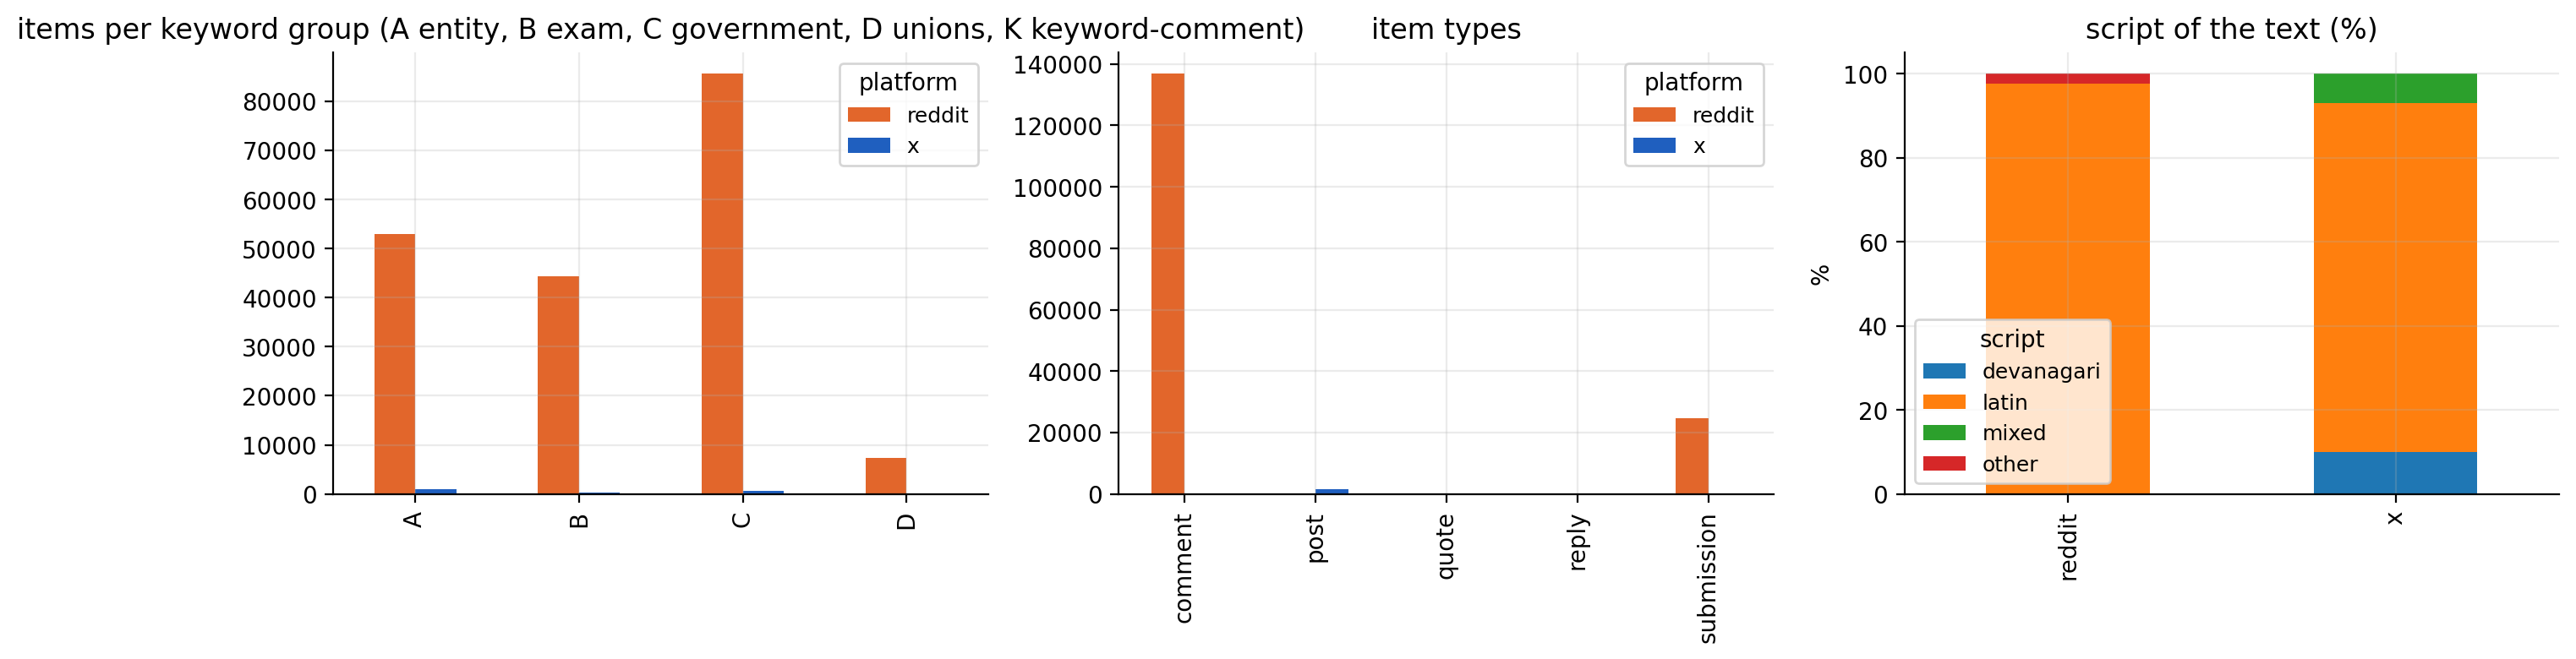 items per keyword group (A entity, B exam, C government, D unions, K keyword-comment)
platform
reddit
x
80000
70000
60000
50000
40000
30000
20000
10000
0
A
B
C
D
item types
platform
reddit
x
140000
120000
100000
80000
60000
40000
20000
0
comment
post
quote
reply
submission
script of the text (%)
%
100
80
60
40
20
0
script
devanagari
latin
mixed
other
reddit
x